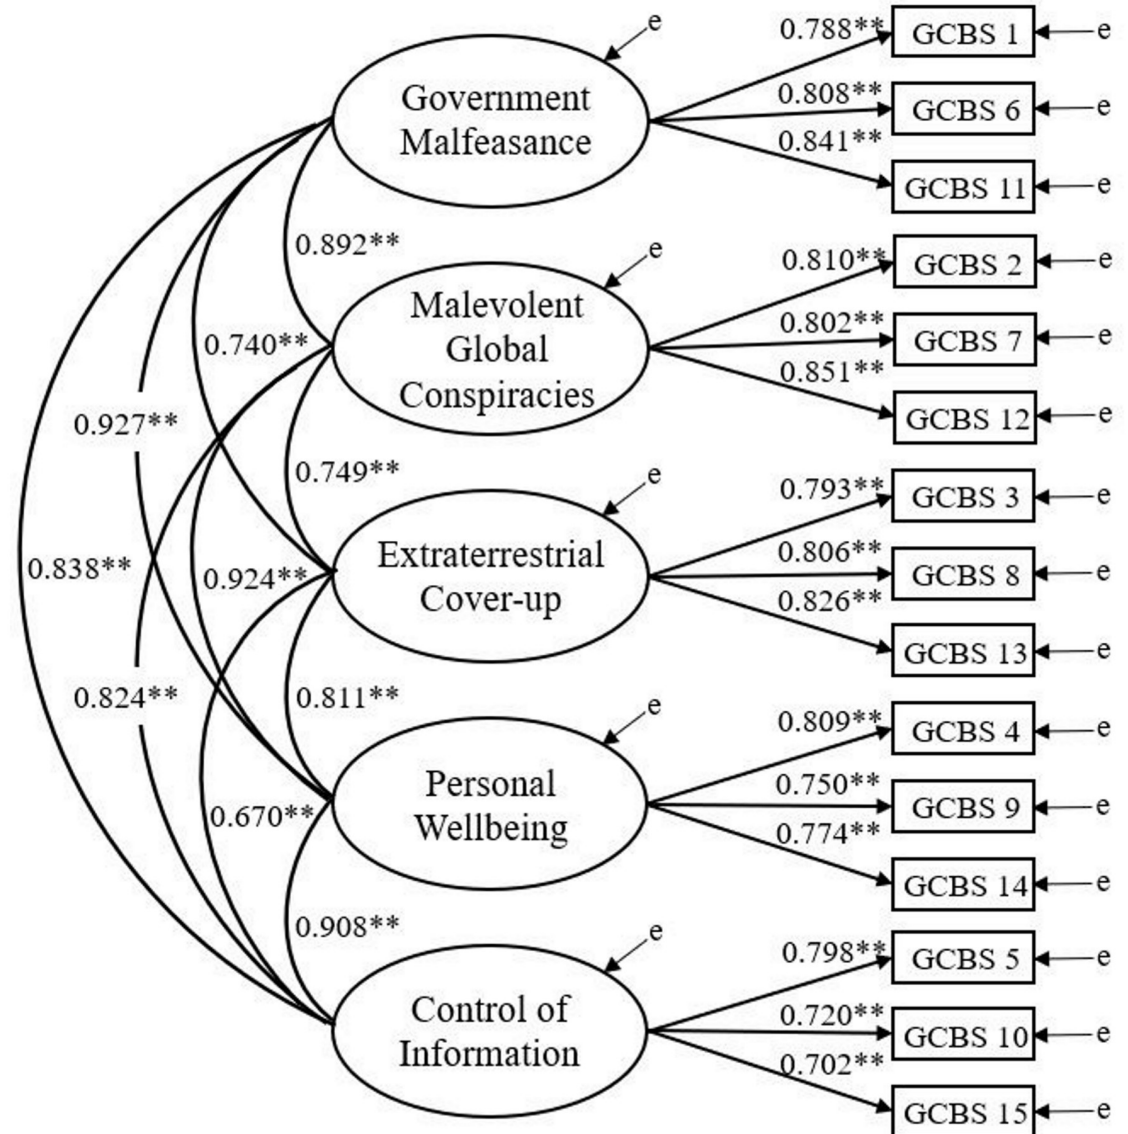 e
0.788**
GCBS 1
e
Government
Malfeasance
0.808**
GCBS 6
e
0.841**
GCBS 11
e
0.892**
e
0.810**
GCBS 2
e
Malevolent
Global
Conspiracies
0.740**
0.802**
GCBS 7
e
0.851**
GCBS 12
e
0.927**
0.749**
e
0.793**
GCBS 3
e
Extraterrestrial
Cover-up
0.838**
0.924**
0.806**
GCBS 8
e
0.826**
GCBS 13
e
0.824**
0.811**
e
0.809**
GCBS 4
e
Personal
Wellbeing
0.670**
0.750**
GCBS 9
e
0.774**
GCBS 14
e
0.908**
e
0.798**
GCBS 5
e
Control of
Information
0.720**
GCBS 10
e
0.702**
GCBS 15
e